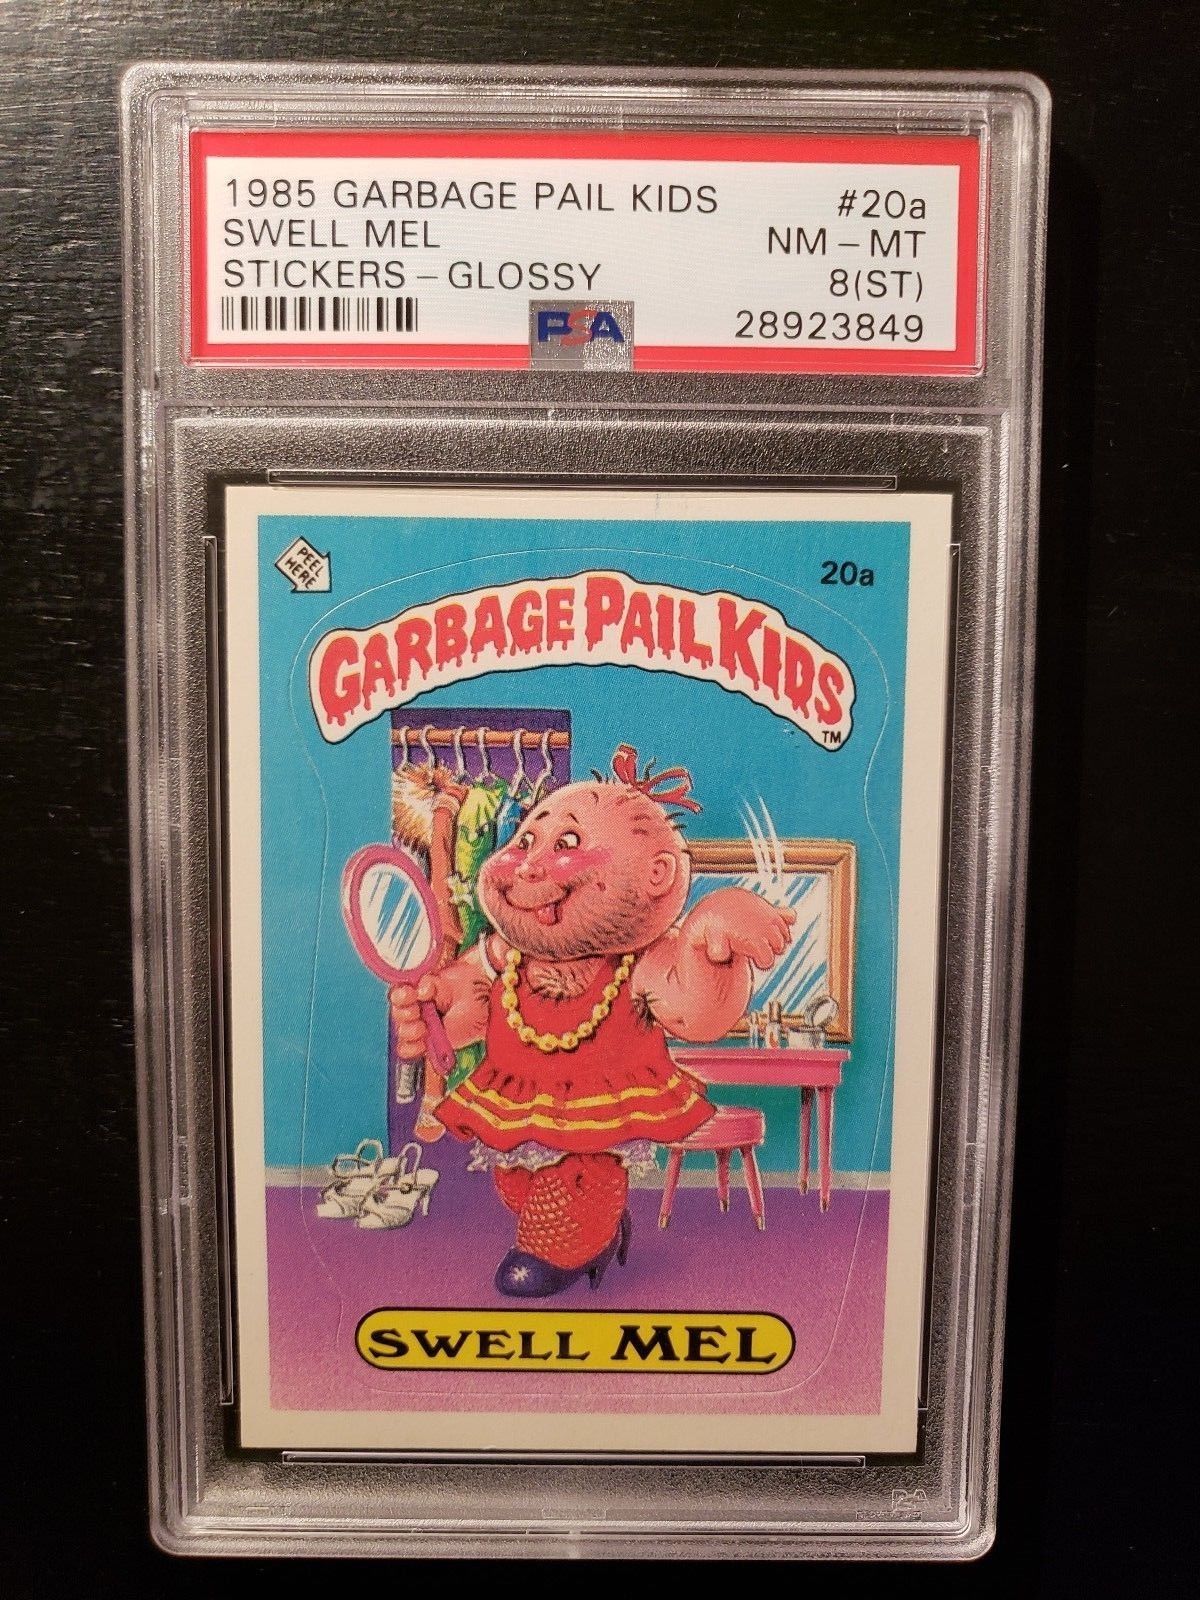 1985 GARBAGE PAIL KIDS #20a
SWELL MEL NM - MT
STICKERS - GLOSSY 8(ST)
PSA 28923849
PEEL
HERE
20a
GARBAGE PAIL KIDS
TM
SWELL MEL
PSA